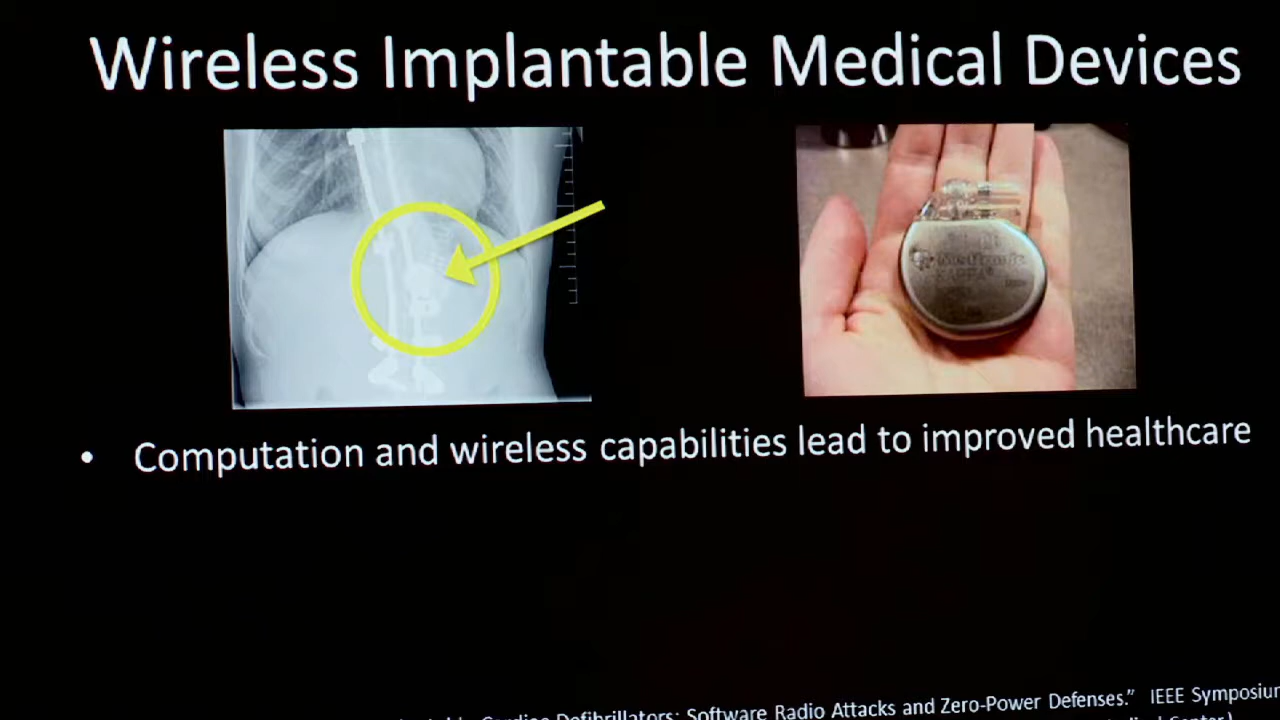 Wireless Implantable Medical Devices
Medtronic
• Computation and wireless capabilities lead to improved healthcare
Cardiac Defibrillators: Software Radio Attacks and Zero-Power Defenses.” IEEE Symposium
Center)